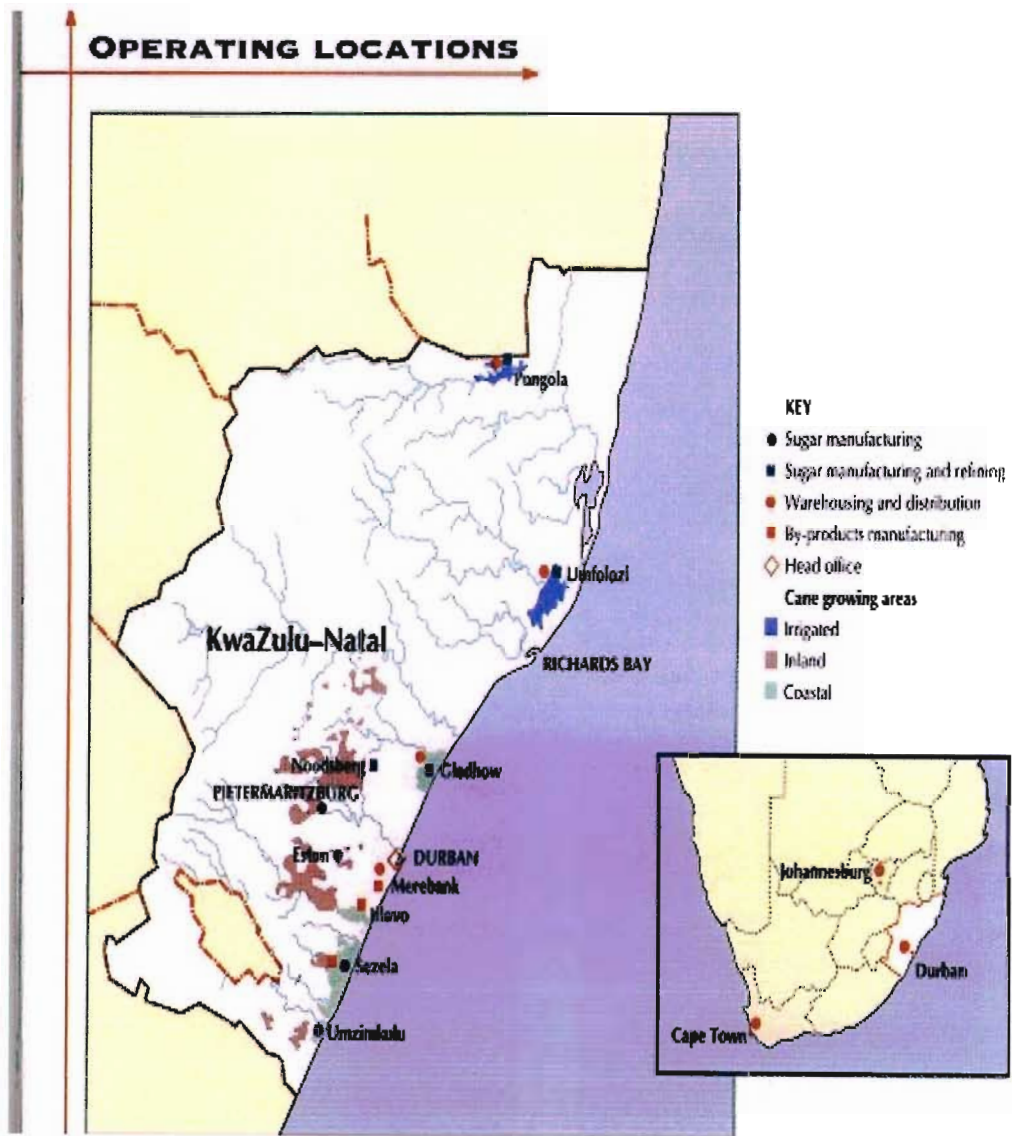 OPERATING LOCATIONS
Pongola
Umfolozi
KwaZulu-Natal
RICHARDS BAY
Noodsberg
Gledhow
PIETERMARITZBURG
Eston
DURBAN
Merebank
Illovo
Sezela
Umzimkulu
KEY
Sugar manufacturing
Sugar manufacturing and refining
Warehousing and distribution
By-products manufacturing
Head office
Cane growing areas
Irrigated
Inland
Coastal
Johannesburg
Durban
Cape Town